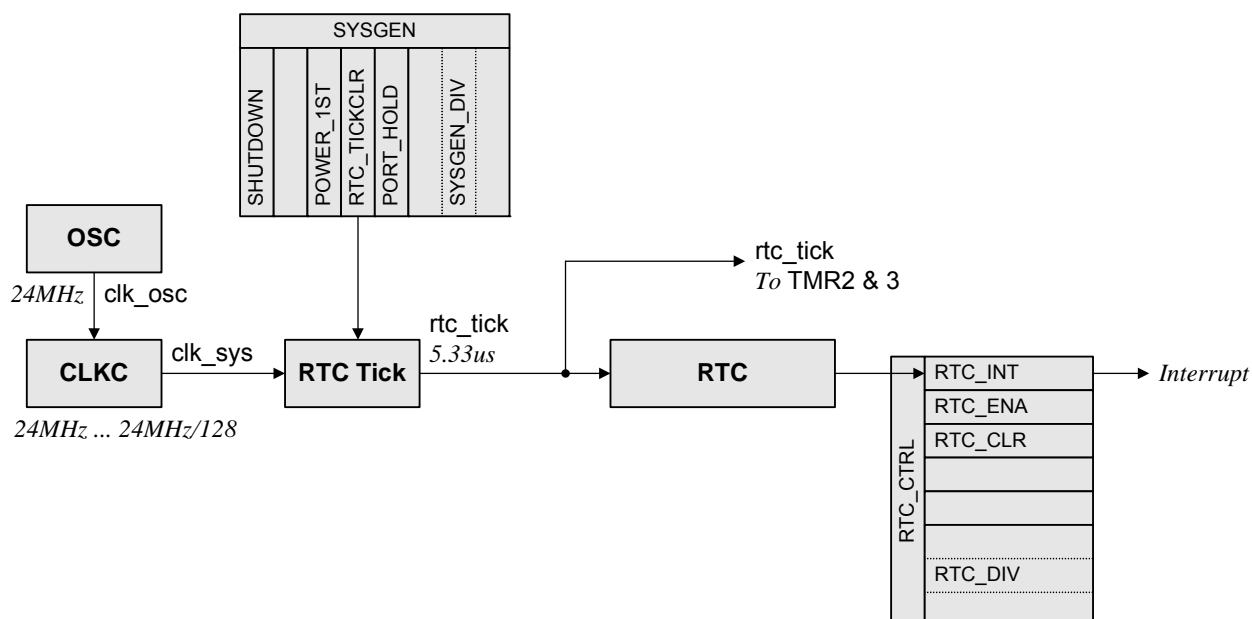 SYSGEN
SHUTDOWN
POWER_1ST
RTC_TICKCLR
PORT_HOLD
SYSGEN_DIV
OSC
24MHz
clk_osc
rtc_tick
To TMR2 & 3
CLKC
clk_sys
RTC Tick
rtc_tick
5.33us
RTC
24MHz ... 24MHz/128
RTC_CTRL
RTC_INT
Interrupt
RTC_ENA
RTC_CLR
RTC_DIV